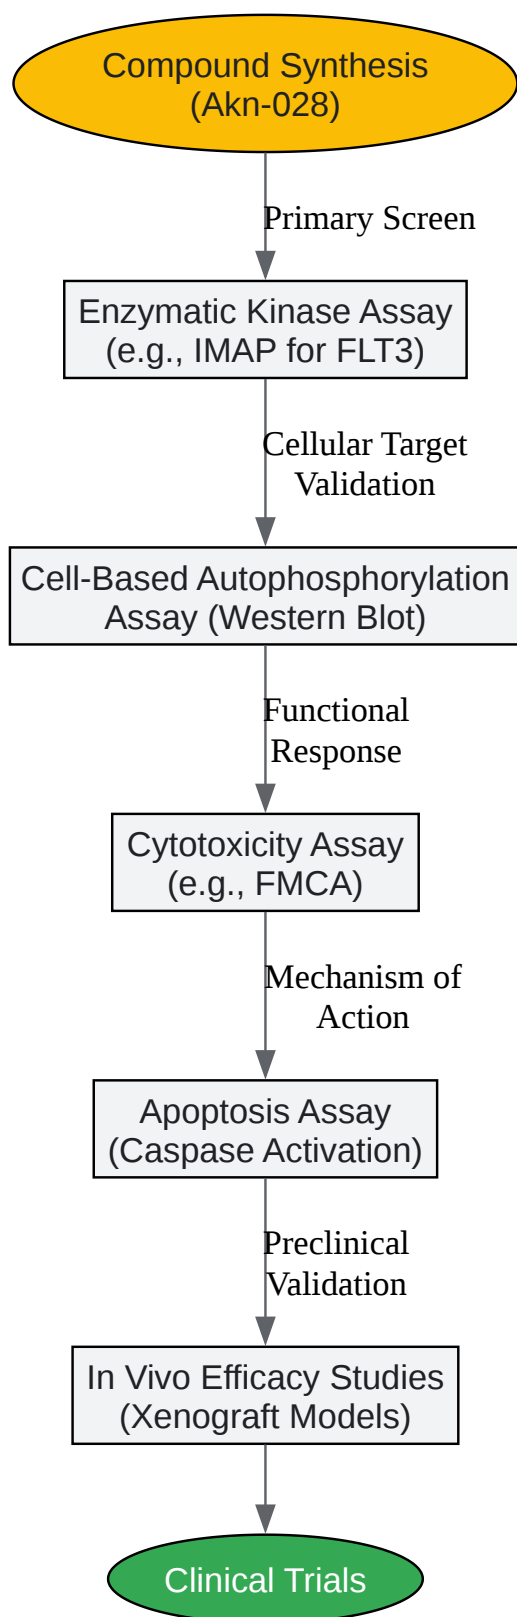 Compound Synthesis
(Akn-028)
Primary Screen
Enzymatic Kinase Assay
(e.g., IMAP for FLT3)
Cellular Target
Validation
Cell-Based Autophosphorylation
Assay (Western Blot)
Functional
Response
Cytotoxicity Assay
(e.g., FMCA)
Mechanism of
Action
Apoptosis Assay
(Caspase Activation)
Preclinical
Validation
In Vivo Efficacy Studies
(Xenograft Models)
Clinical Trials